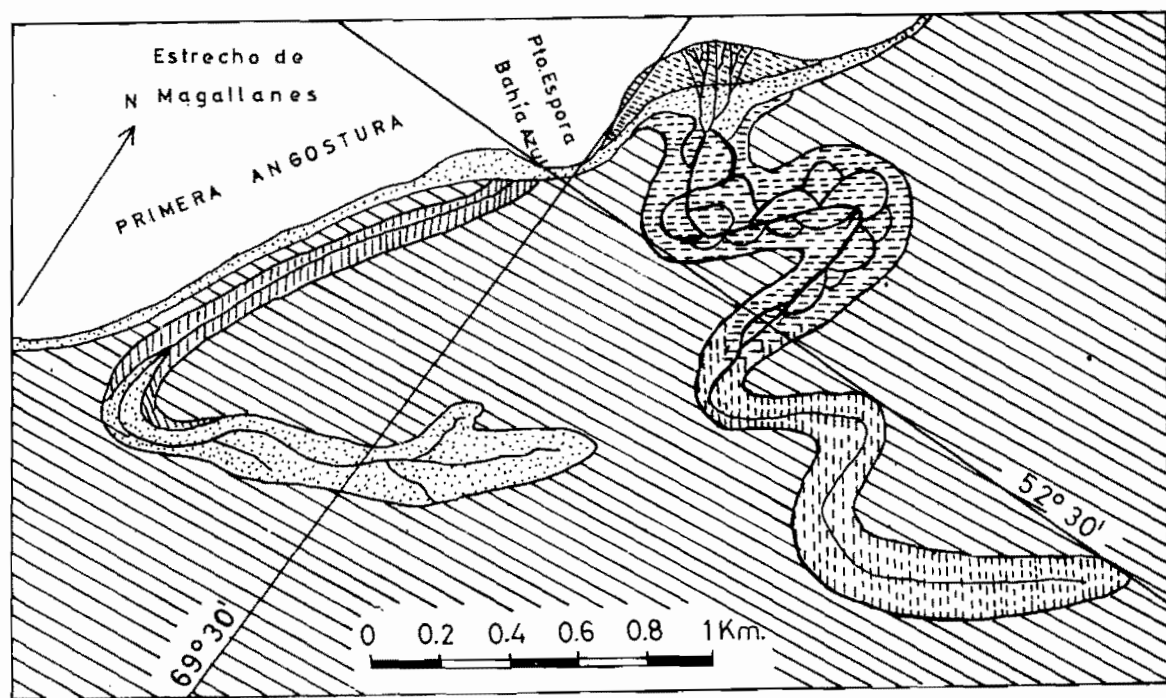 Estrecho de
N Magallanes
PRIMERA ANGOSTURA
Pto. Espora
Bahía Azul
52°30'
69°30'
0 0.2 0.4 0.6 0.8 1 Km.